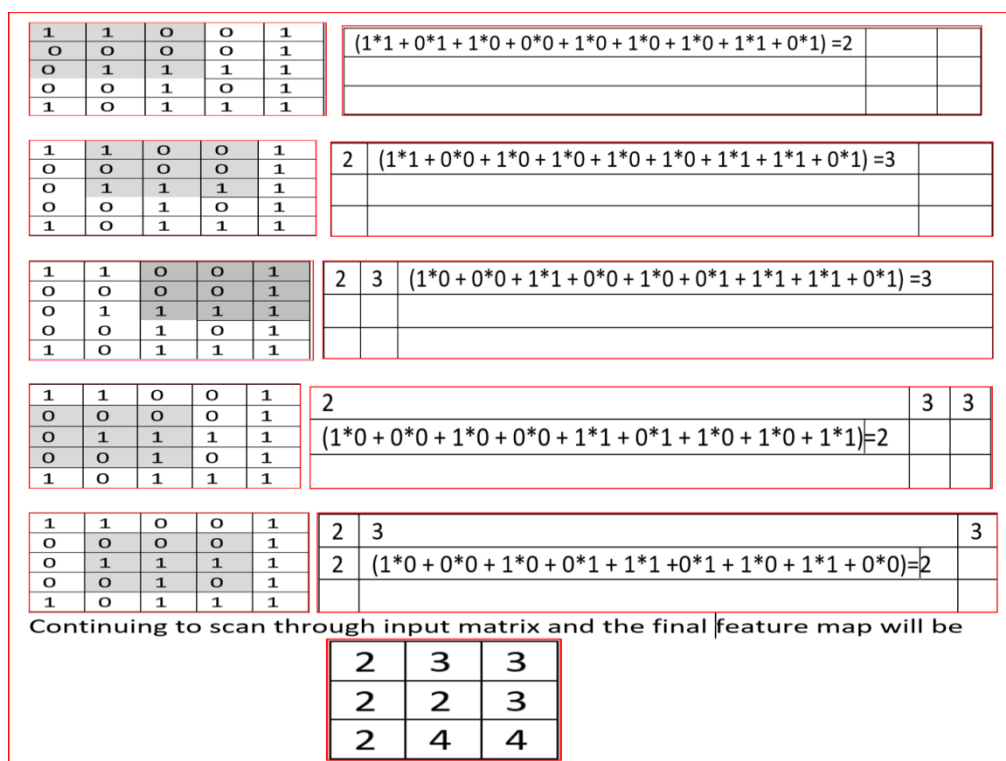 1 1 0 0 1
0 0 0 0 1
0 1 1 1 1
0 0 1 0 1
1 0 1 1 1
(1*1 + 0*1 + 1*0 + 0*0 + 1*0 + 1*0 + 1*0 + 1*1 + 0*1) =2
1 1 0 0 1
0 0 0 0 1
0 1 1 1 1
0 0 1 0 1
1 0 1 1 1
2 (1*1 + 0*0 + 1*0 + 1*0 + 1*0 + 1*0 + 1*1 + 1*1 + 0*1) =3
1 1 0 0 1
0 0 0 0 1
0 1 1 1 1
0 0 1 0 1
1 0 1 1 1
2 3 (1*0 + 0*0 + 1*1 + 0*0 + 1*0 + 0*1 + 1*1 + 1*1 + 0*1) =3
1 1 0 0 1
0 0 0 0 1
0 1 1 1 1
0 0 1 0 1
1 0 1 1 1
2 3 3
(1*0 + 0*0 + 1*0 + 0*0 + 1*1 + 0*1 + 1*0 + 1*0 + 1*1)=2
1 1 0 0 1
0 0 0 0 1
0 1 1 1 1
0 0 1 0 1
1 0 1 1 1
2 3 3
2 (1*0 + 0*0 + 1*0 + 0*1 + 1*1 +0*1 + 1*0 + 1*1 + 0*0)=2
Continuing to scan through input matrix and the final feature map will be
2 3 3
2 2 3
2 4 4